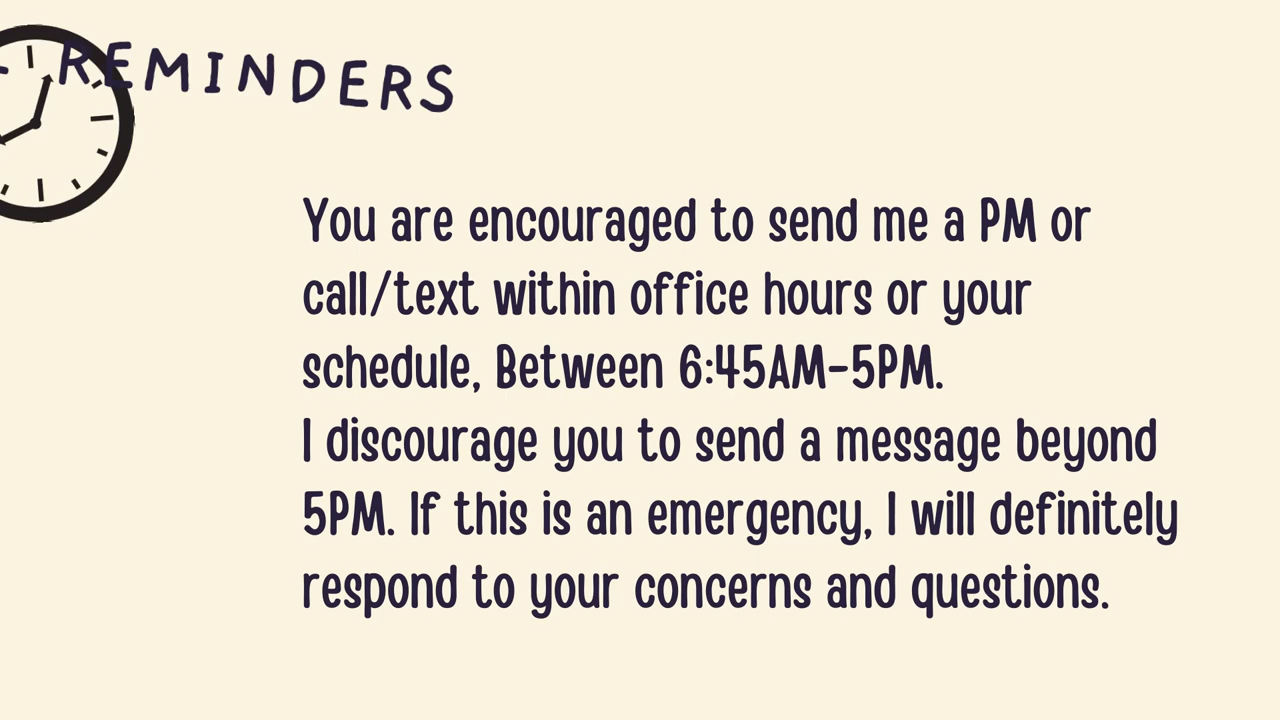 REMINDERS
You are encouraged to send me a PM or
call/text within office hours or your
schedule, Between 6:45AM-5PM.
I discourage you to send a message beyond
5PM. If this is an emergency, I will definitely
respond to your concerns and questions.